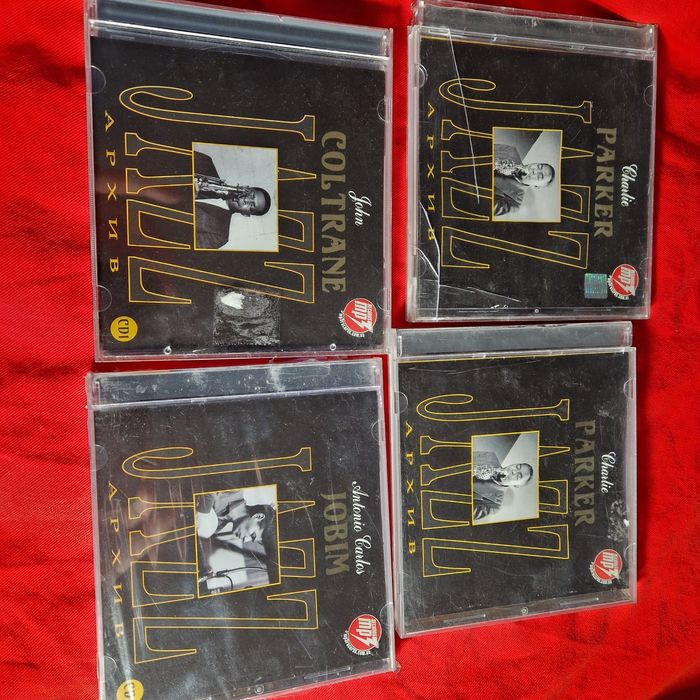 John
COLTRANE
JAZZ
АРХИВ
mp3
CD1
Charlie
PARKER
JAZZ
АРХИВ
mp3
Antonio Carlos
JOBIM
JAZZ
АРХИВ
mp3
Charlie
PARKER
JAZZ
АРХИВ
mp3